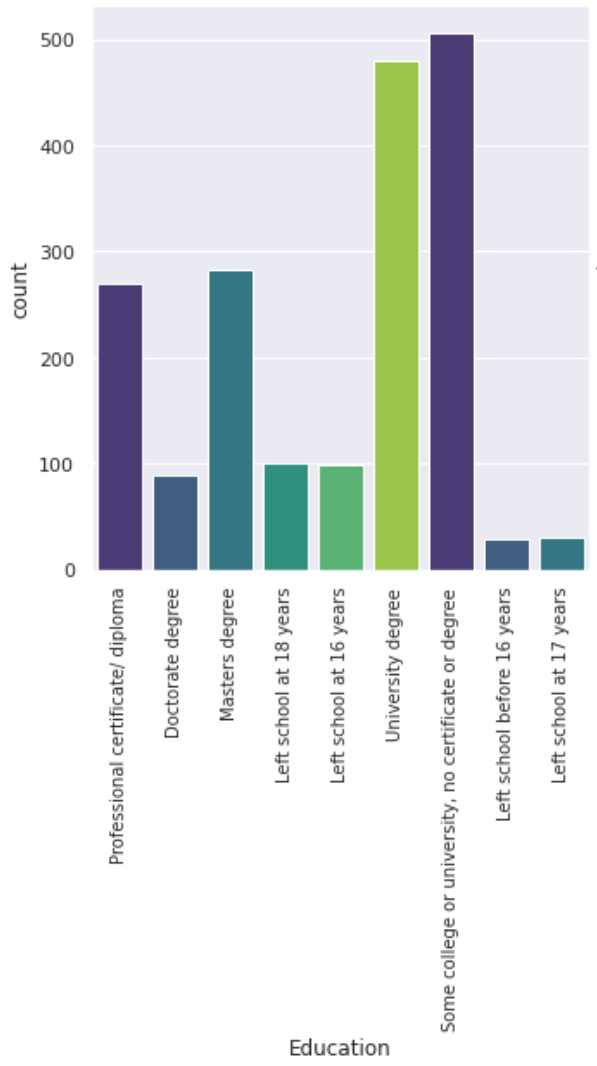 500
400
300
200
100
0
count
Professional certificate/ diploma
Doctorate degree
Masters degree
Left school at 18 years
Left school at 16 years
University degree
Some college or university, no certificate or degree
Left school before 16 years
Left school at 17 years
Education